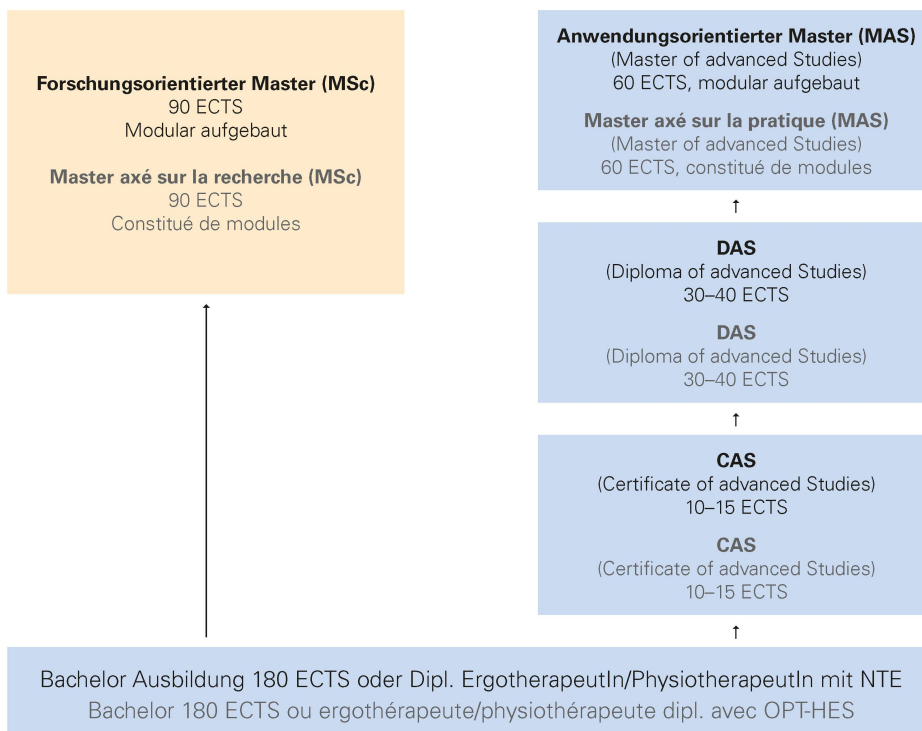 Forschungsorientierter Master (MSc)
90 ECTS
Modular aufgebaut
Master axé sur la recherche (MSc)
90 ECTS
Constitué de modules
Anwendungsorientierter Master (MAS)
(Master of advanced Studies)
60 ECTS, modular aufgebaut
Master axé sur la pratique (MAS)
(Master of advanced Studies)
60 ECTS, constitué de modules
↑
DAS
(Diploma of advanced Studies)
30–40 ECTS
DAS
(Diploma of advanced Studies)
30–40 ECTS
↑
CAS
(Certificate of advanced Studies)
10–15 ECTS
CAS
(Certificate of advanced Studies)
10–15 ECTS
↑
Bachelor Ausbildung 180 ECTS oder Dipl. ErgotherapeutIn/PhysiotherapeutIn mit NTE
Bachelor 180 ECTS ou ergothérapeute/physiothérapeute dipl. avec OPT-HES